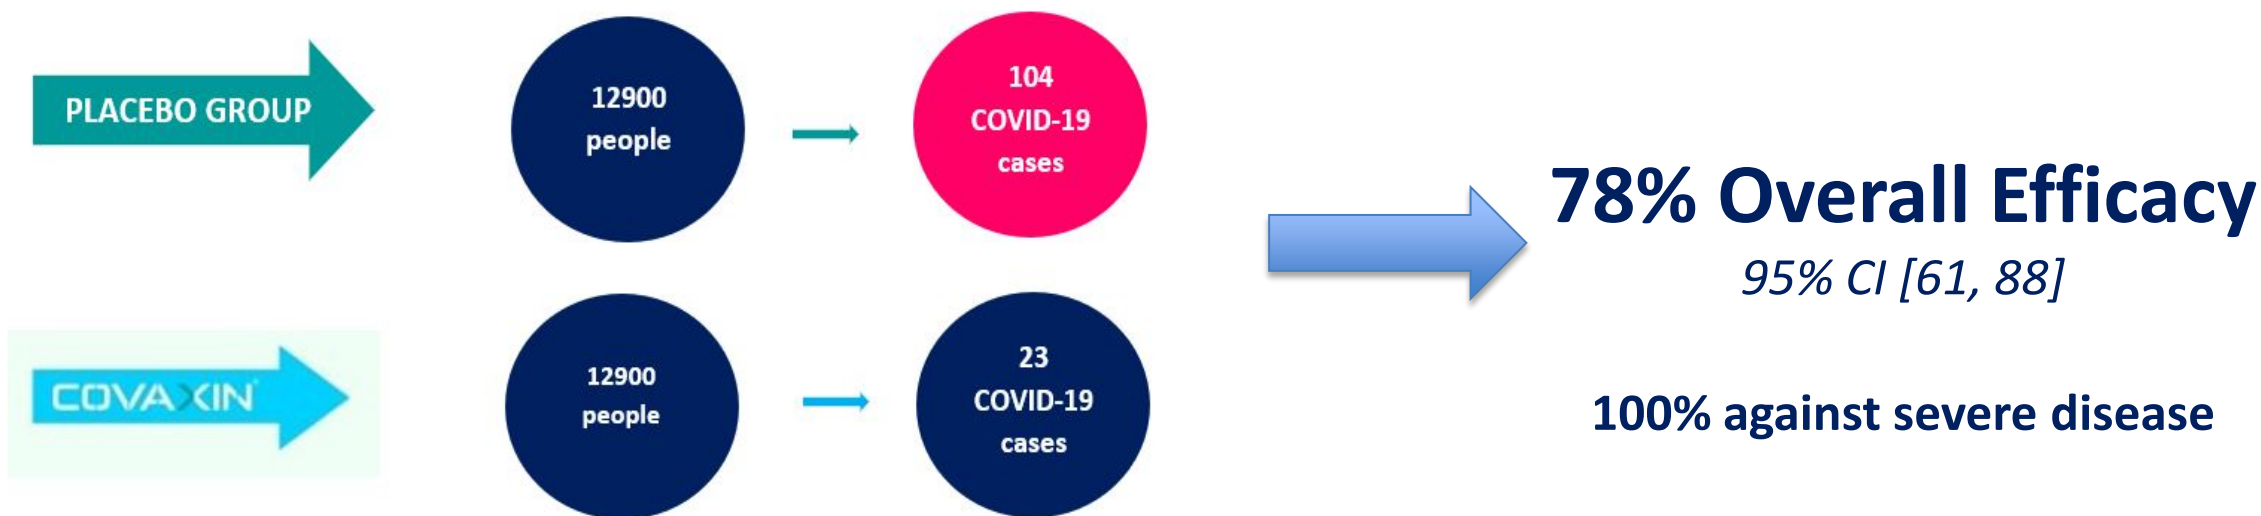 PLACEBO GROUP
12900
people
104
COVID-19
cases
COVAXIN
12900
people
23
COVID-19
cases
78% Overall Efficacy
95% CI [61, 88]
100% against severe disease